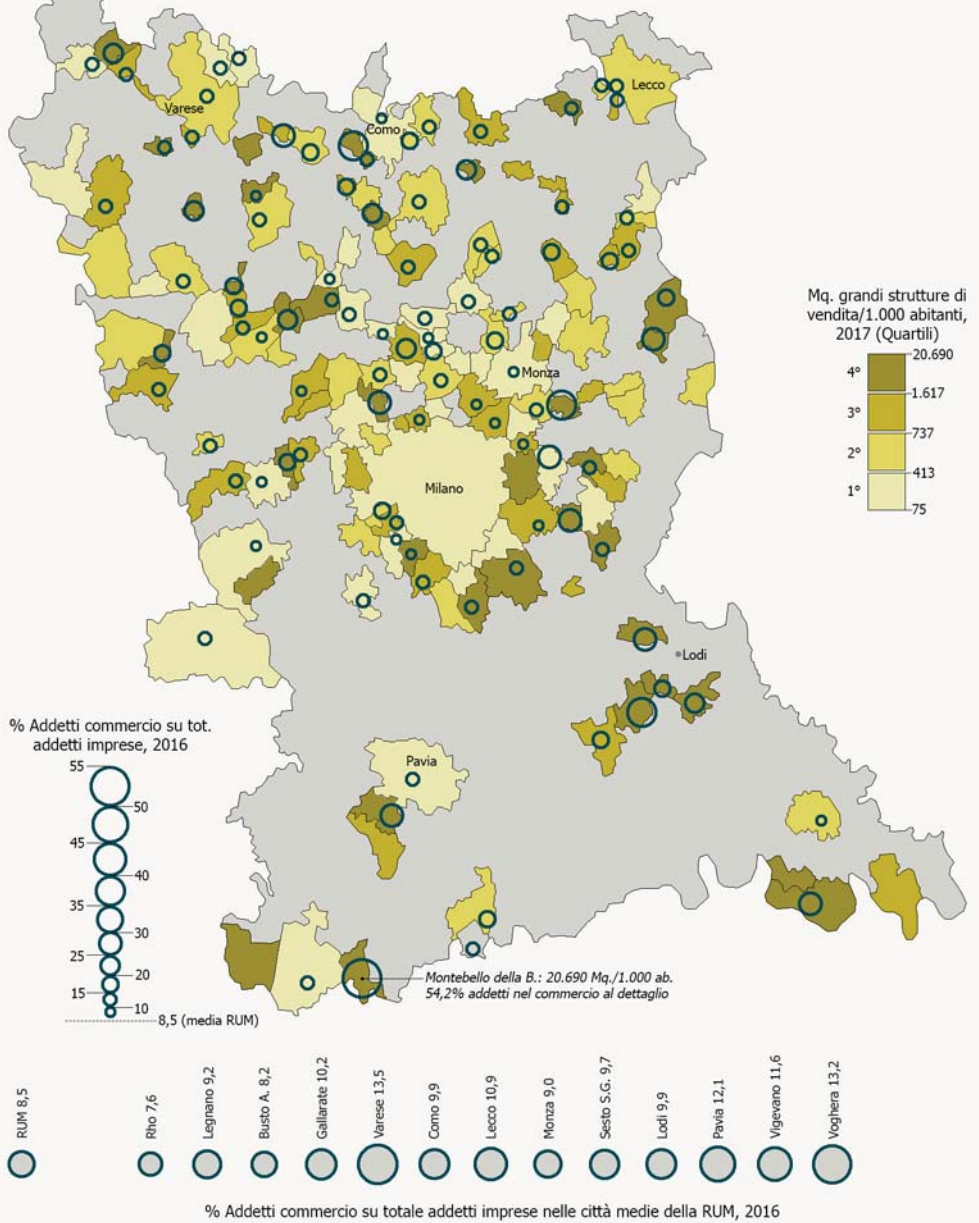 Lecco
Varese
Como
Monza
Milano
Lodi
Pavia
Mq. grandi strutture di
vendita/1.000 abitanti,
2017 (Quartili)
20.690
4°
1.617
3°
737
2°
413
1°
75
% Addetti commercio su tot.
addetti imprese, 2016
55
50
45
40
35
30
25
20
15
10
8,5 (media RUM)
Montebello della B.: 20.690 Mq./1.000 ab.
54,2% addetti nel commercio al dettaglio
RUM 8,5
Rho 7,6
Legnano 9,2
Busto A. 8,2
Gallarate 10,2
Varese 13,5
Como 9,9
Lecco 10,9
Monza 9,0
Sesto S.G. 9,7
Lodi 9,9
Pavia 12,1
Vigevano 11,6
Voghera 13,2
% Addetti commercio su totale addetti imprese nelle città medie della RUM, 2016